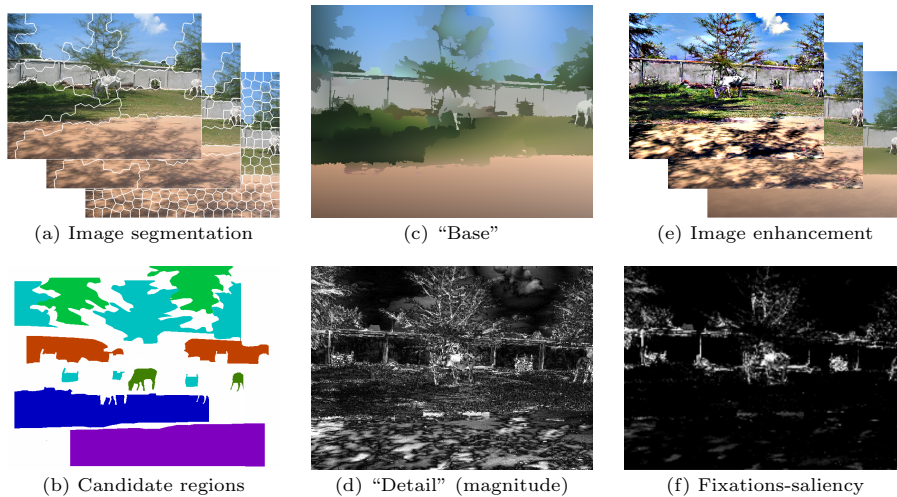 (a) Image segmentation
(c) “Base”
(e) Image enhancement
(b) Candidate regions
(d) “Detail” (magnitude)
(f) Fixations-saliency